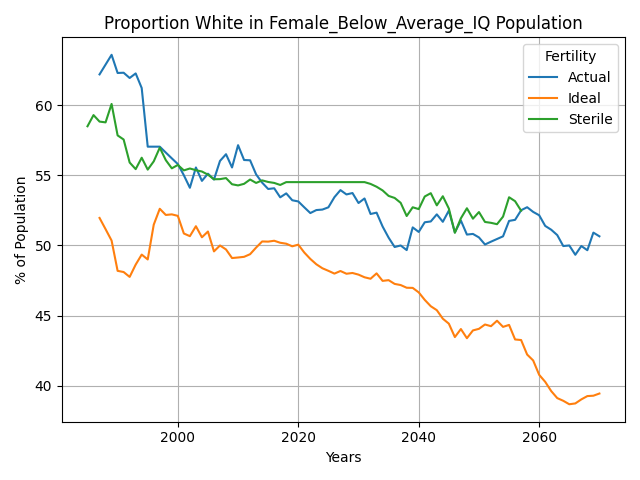 Proportion White in Female_Below_Average_IQ Population
Fertility
Actual
Ideal
Sterile
% of Population
60
55
50
45
40
2000
2020
2040
2060
Years